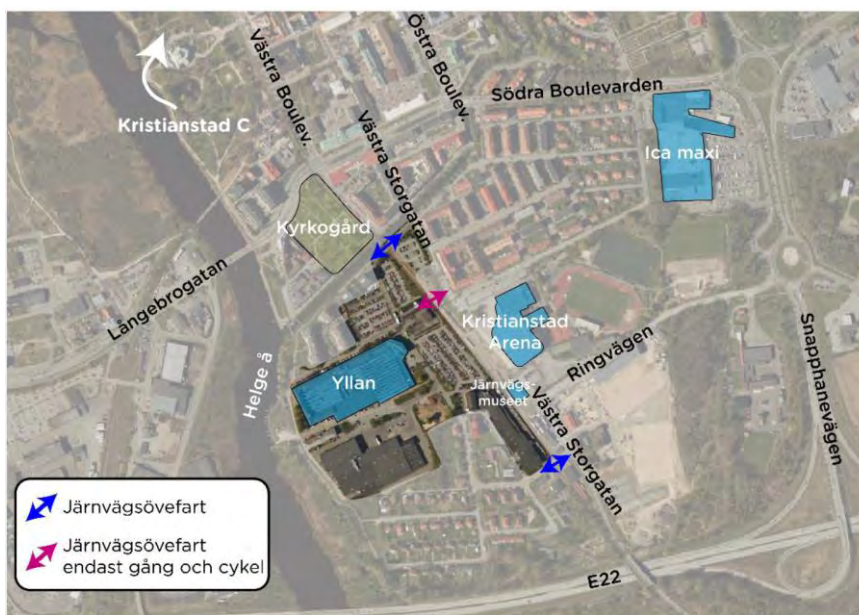 Västra Boulev.
Östra Boulev.
Södra Boulevarden
Kristianstad C
Västra Storgatan
Ica maxi
Kyrkogård
Långebrogatan
Kristianstad
Arena
Ringvägen
Snapphanevägen
Helge å
Yllan
Järnvägs-
museet
Västra Storgatan
Järnvägsövefart
Järnvägsövefart
endast gång och cykel
E22